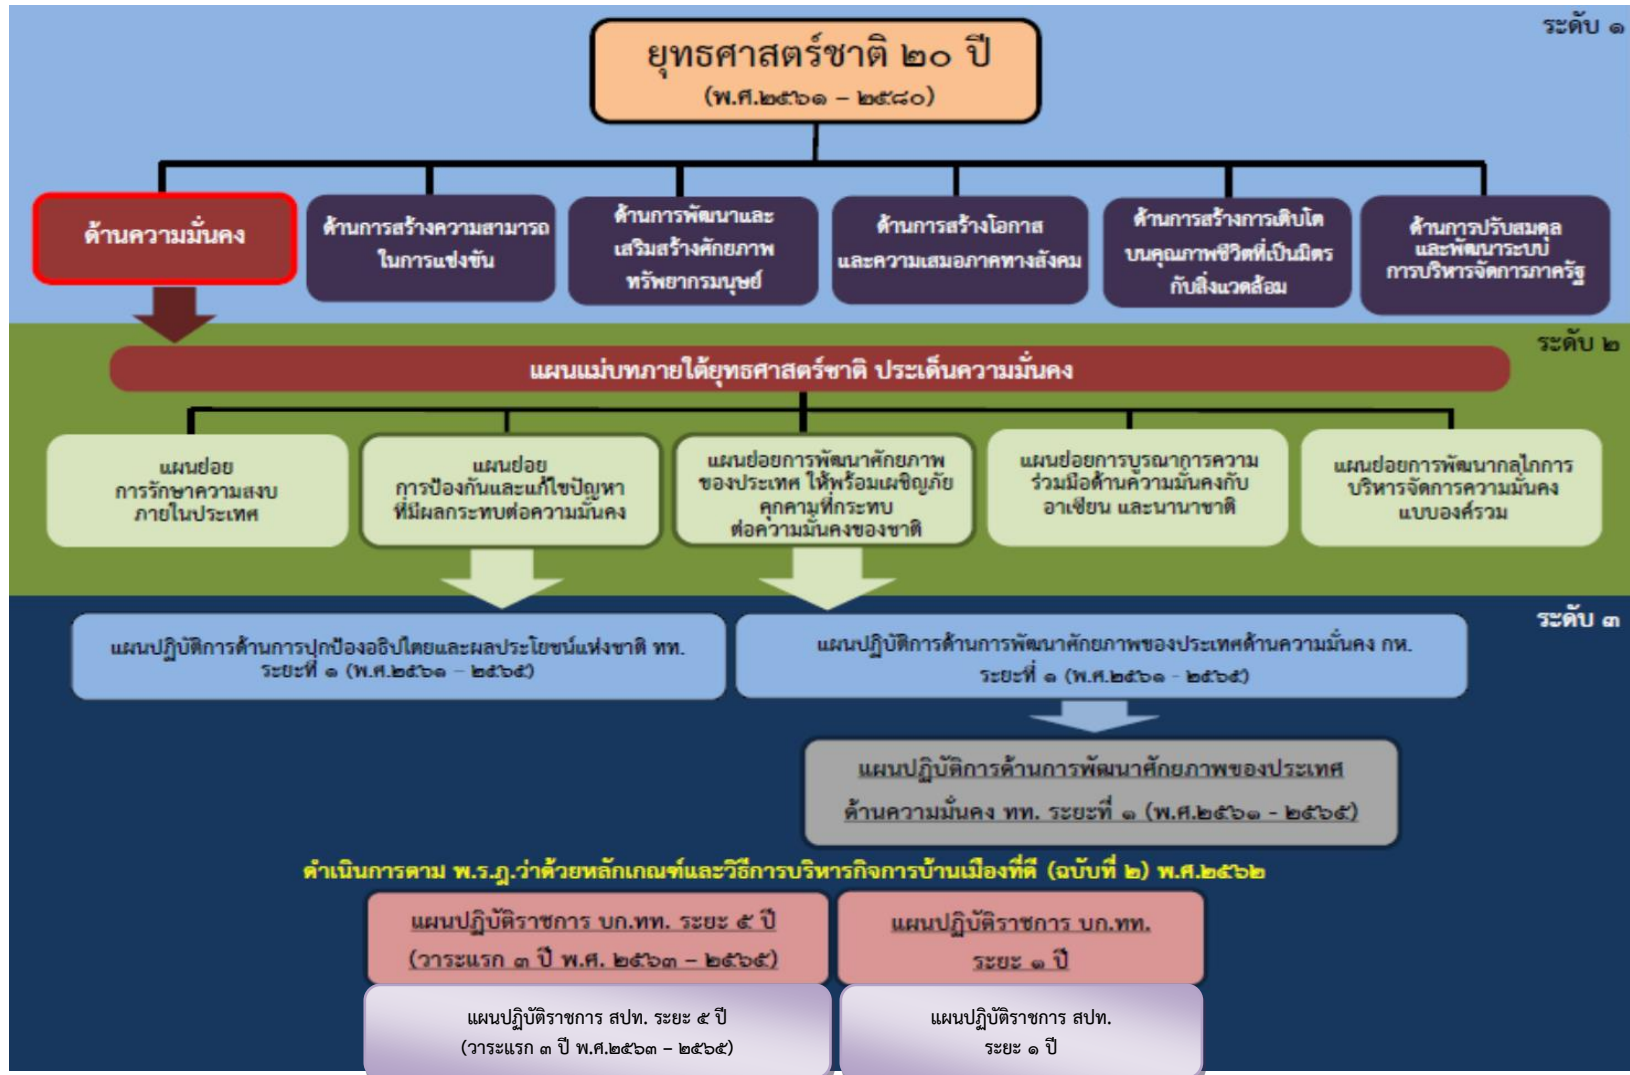 ระดับ ๑
ยุทธศาสตร์ชาติ ๒๐ ปี
(พ.ศ.๒๕๖๑ – ๒๕๘๐)
ด้านความมั่นคง
ด้านการสร้างความสามารถ
ในการแข่งขัน
ด้านการพัฒนาและ
เสริมสร้างศักยภาพ
ทรัพยากรมนุษย์
ด้านการสร้างโอกาส
และความเสมอภาคทางสังคม
ด้านการสร้างการเติบโต
บนคุณภาพชีวิตที่เป็นมิตร
กับสิ่งแวดล้อม
ด้านการปรับสมดุล
และพัฒนาระบบ
การบริหารจัดการภาครัฐ
ระดับ ๒
แผนแม่บทภายใต้ยุทธศาสตร์ชาติ ประเด็นความมั่นคง
แผนย่อย
การรักษาความสงบ
ภายในประเทศ
แผนย่อย
การป้องกันและแก้ไขปัญหา
ที่มีผลกระทบต่อความมั่นคง
แผนย่อยการพัฒนาศักยภาพ
ของประเทศ ให้พร้อมเผชิญภัย
คุกคามที่กระทบ
ต่อความมั่นคงของชาติ
แผนย่อยการบูรณาการความ
ร่วมมือด้านความมั่นคงกับ
อาเซียน และนานาชาติ
แผนย่อยการพัฒนากลไกการ
บริหารจัดการความมั่นคง
แบบองค์รวม
ระดับ ๓
แผนปฏิบัติการด้านการปกป้องอธิปไตยและผลประโยชน์แห่งชาติ ทท.
ระยะที่ ๑ (พ.ศ.๒๕๖๑ – ๒๕๖๕)
แผนปฏิบัติการด้านการพัฒนาศักยภาพของประเทศด้านความมั่นคง กห.
ระยะที่ ๑ (พ.ศ.๒๕๖๑ - ๒๕๖๕)
แผนปฏิบัติการด้านการพัฒนาศักยภาพของประเทศ
ด้านความมั่นคง ทท. ระยะที่ ๑ (พ.ศ.๒๕๖๑ - ๒๕๖๕)
ดำเนินการตาม พ.ร.ฎ.ว่าด้วยหลักเกณฑ์และวิธีการบริหารกิจการบ้านเมืองที่ดี (ฉบับที่ ๒) พ.ศ.๒๕๖๒
แผนปฏิบัติราชการ บก.ทท. ระยะ ๕ ปี
(วาระแรก ๓ ปี พ.ศ. ๒๕๖๓ – ๒๕๖๕)
แผนปฏิบัติราชการ บก.ทท.
ระยะ ๑ ปี
แผนปฏิบัติราชการ สปท. ระยะ ๕ ปี
(วาระแรก ๓ ปี พ.ศ.๒๕๖๓ – ๒๕๖๕)
แผนปฏิบัติราชการ สปท.
ระยะ ๑ ปี